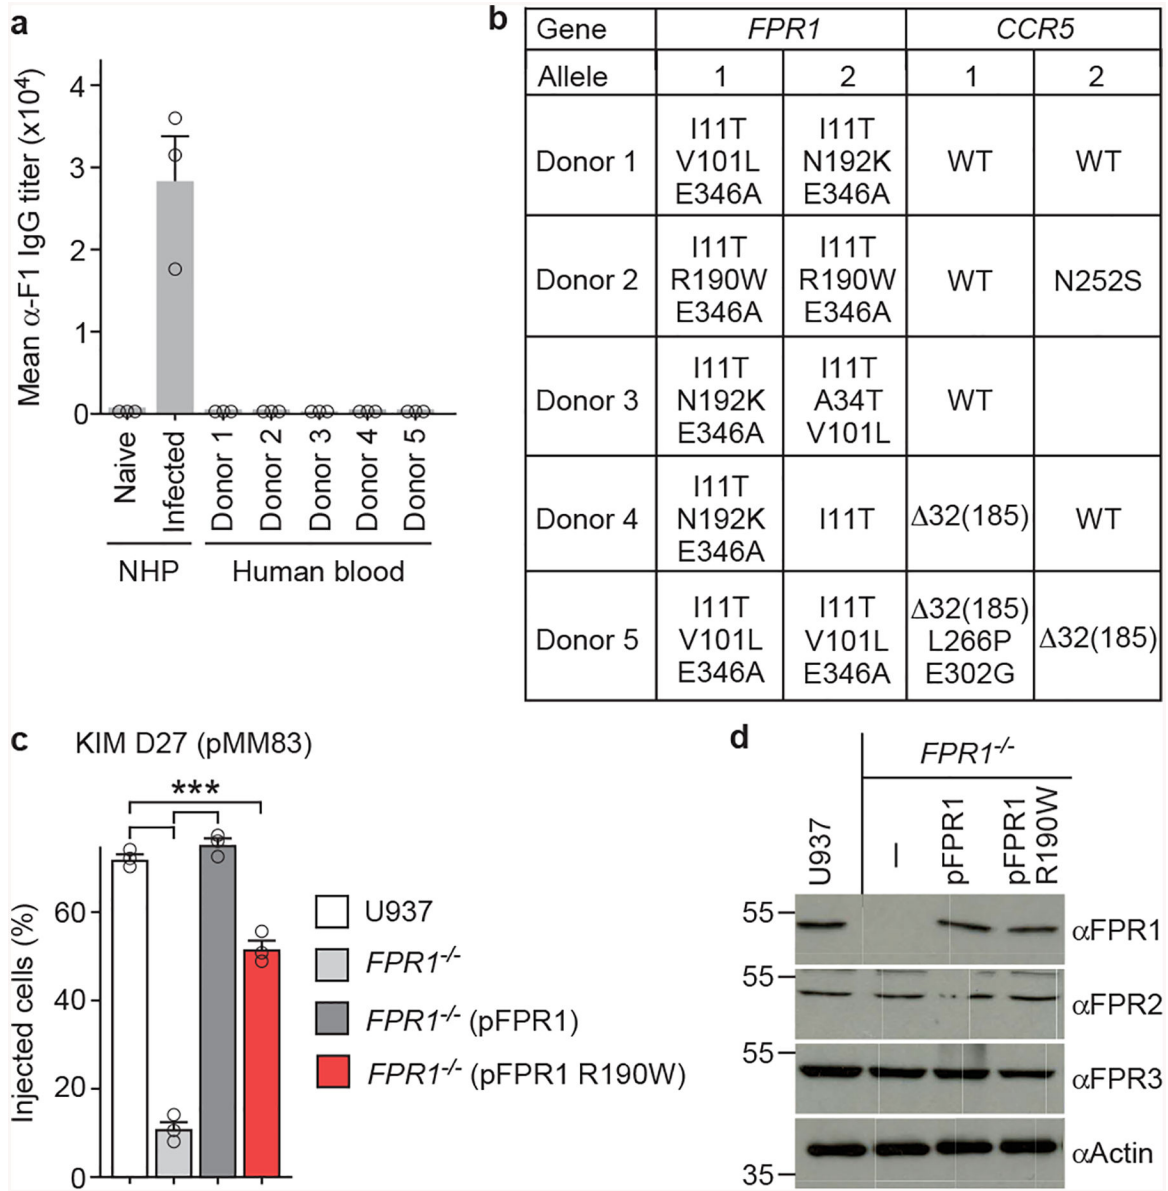 a
Mean α-F1 IgG titer (x10⁴)
4
3
2
1
0
Naive
Infected
Donor 1
Donor 2
Donor 3
Donor 4
Donor 5
NHP
Human blood
b
Gene FPR1 CCR5
Allele 1 2 1 2
Donor 1
I11T
V101L
E346A
I11T
N192K
E346A
WT
WT
Donor 2
I11T
R190W
E346A
I11T
R190W
E346A
WT
N252S
Donor 3
I11T
N192K
E346A
I11T
A34T
V101L
WT
Donor 4
I11T
N192K
E346A
I11T
Δ32(185)
WT
Donor 5
I11T
V101L
E346A
I11T
V101L
E346A
Δ32(185)
L266P
E302G
Δ32(185)
c
KIM D27 (pMM83)
***
Injected cells (%)
60
40
20
0
U937
FPR1⁻/⁻
FPR1⁻/⁻ (pFPR1)
FPR1⁻/⁻ (pFPR1 R190W)
d
FPR1⁻/⁻
U937
–
pFPR1
pFPR1
R190W
55
αFPR1
55
αFPR2
55
αFPR3
αActin
35